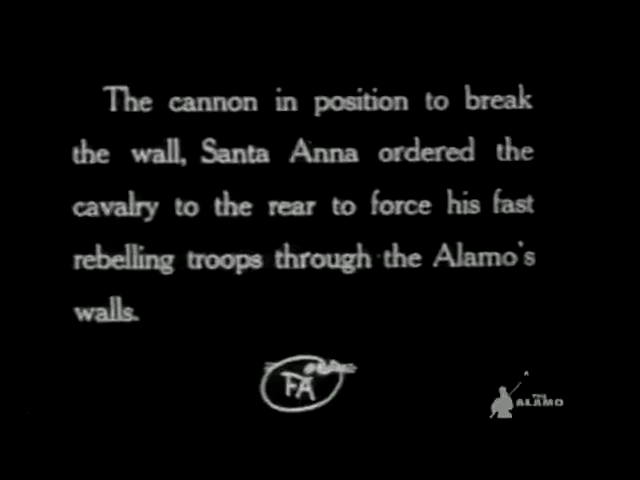 The cannon in position to break
the wall, Santa Anna ordered the
cavalry to the rear to force his fast
rebelling troops through the Alamo's
walls.
FA
THE
ALAMO